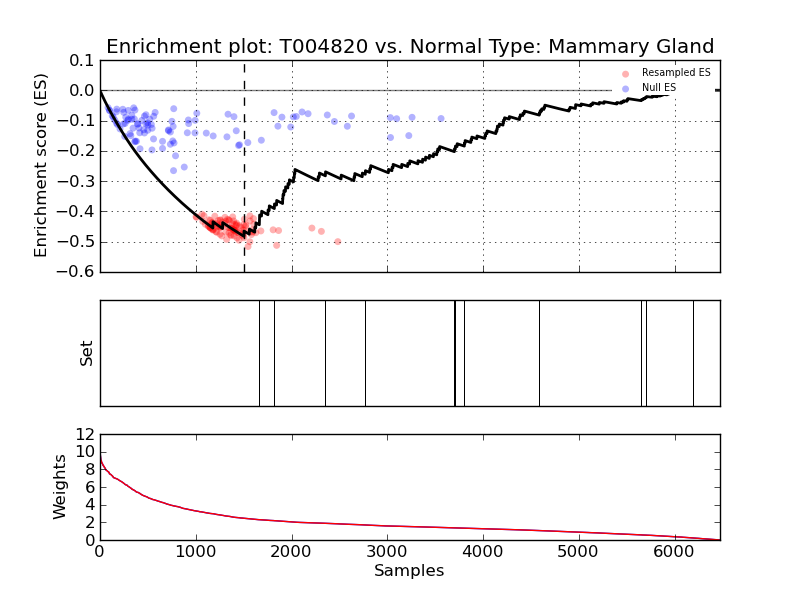 Enrichment plot: T004820 vs. Normal Type: Mammary Gland
Enrichment score (ES)
0.1
0.0
−0.1
−0.2
−0.3
−0.4
−0.5
−0.6
Resampled ES
Null ES
Set
Weights
12
10
8
6
4
2
0
0 1000 2000 3000 4000 5000 6000
Samples